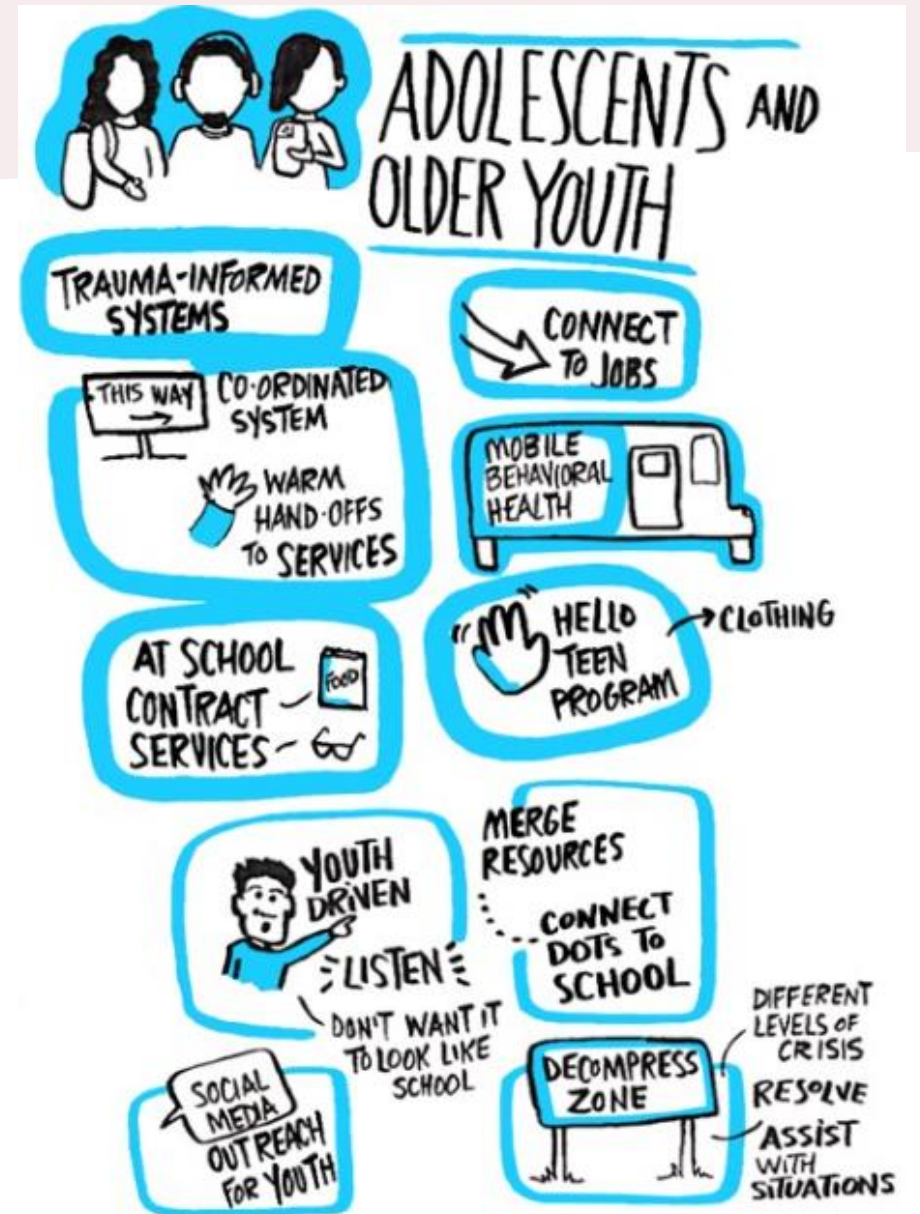 ADOLESCENTS AND
OLDER YOUTH
TRAUMA-INFORMED
SYSTEMS
THIS WAY
CO-ORDINATED
SYSTEM
WARM
HAND-OFFS
TO SERVICES
AT SCHOOL
CONTRACT
SERVICES
FOOD
CONNECT
TO JOBS
MOBILE
BEHAVIORAL
HEALTH
HELLO
TEEN
PROGRAM
CLOTHING
YOUTH
DRIVEN
LISTEN
DON'T WANT IT
TO LOOK LIKE
SCHOOL
MERGE
RESOURCES
CONNECT
DOTS TO
SCHOOL
SOCIAL
MEDIA
OUTREACH
FOR YOUTH
DECOMPRESS
ZONE
DIFFERENT
LEVELS OF
CRISIS
RESOLVE
ASSIST
WITH
SITUATIONS